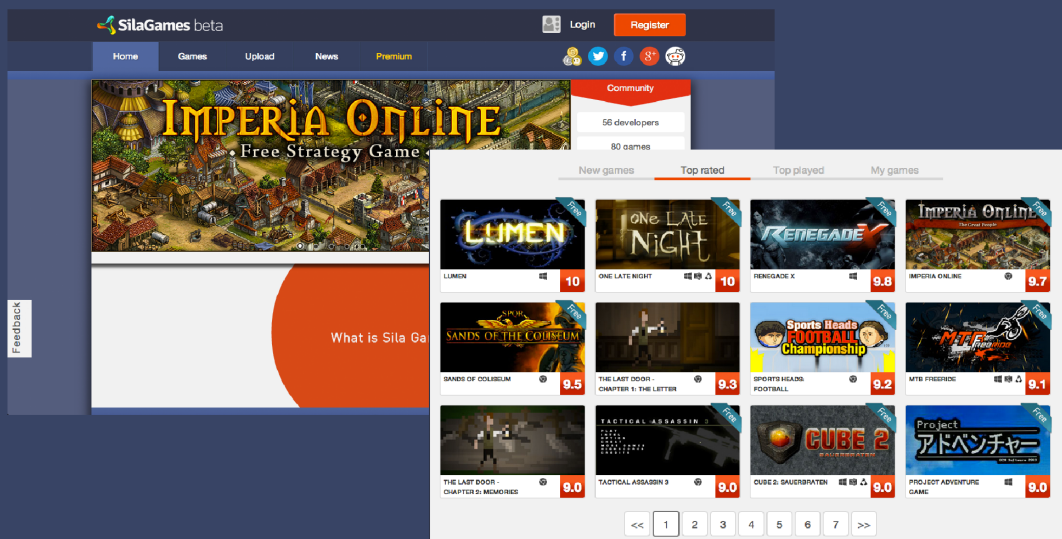 SilaGames beta
Login
Register
Home
Games
Upload
News
Premium
IMPERIA ONLINE
• Free Strategy Game •
Community
56 developers
80 games
Feedback
What is Sila Ga
New games
Top rated
Top played
My games
Free
LUMEN
LUMEN
10
Free
ONE LATE NIGHT
ONE LATE NIGHT
10
Free
RENEGADE X
RENEGADE X
9.8
Free
IMPERIA ONLINE
The Great People
IMPERIA ONLINE
9.7
Free
SPQR
SANDS OF THE COLISEUM
SANDS OF COLISEUM
9.5
THE LAST DOOR -
CHAPTER 1: THE LETTER
9.3
Free
Sports Heads
FOOTBALL
Championship
SPORTS HEADS:
FOOTBALL
9.2
Free
MTB
FREERIDE
MTB FREERIDE
9.1
THE LAST DOOR -
CHAPTER 2: MEMORIES
9.0
Free
TACTICAL ASSASSIN 3
TACTICAL ASSASSIN 3
9.0
Free
CUBE 2
SAUERBRATEN
CUBE 2: SAUERBRATEN
9.0
Free
Project
アドベンチャー
PROJECT ADVENTURE
GAME
9.0
<<
1
2
3
4
5
6
7
>>